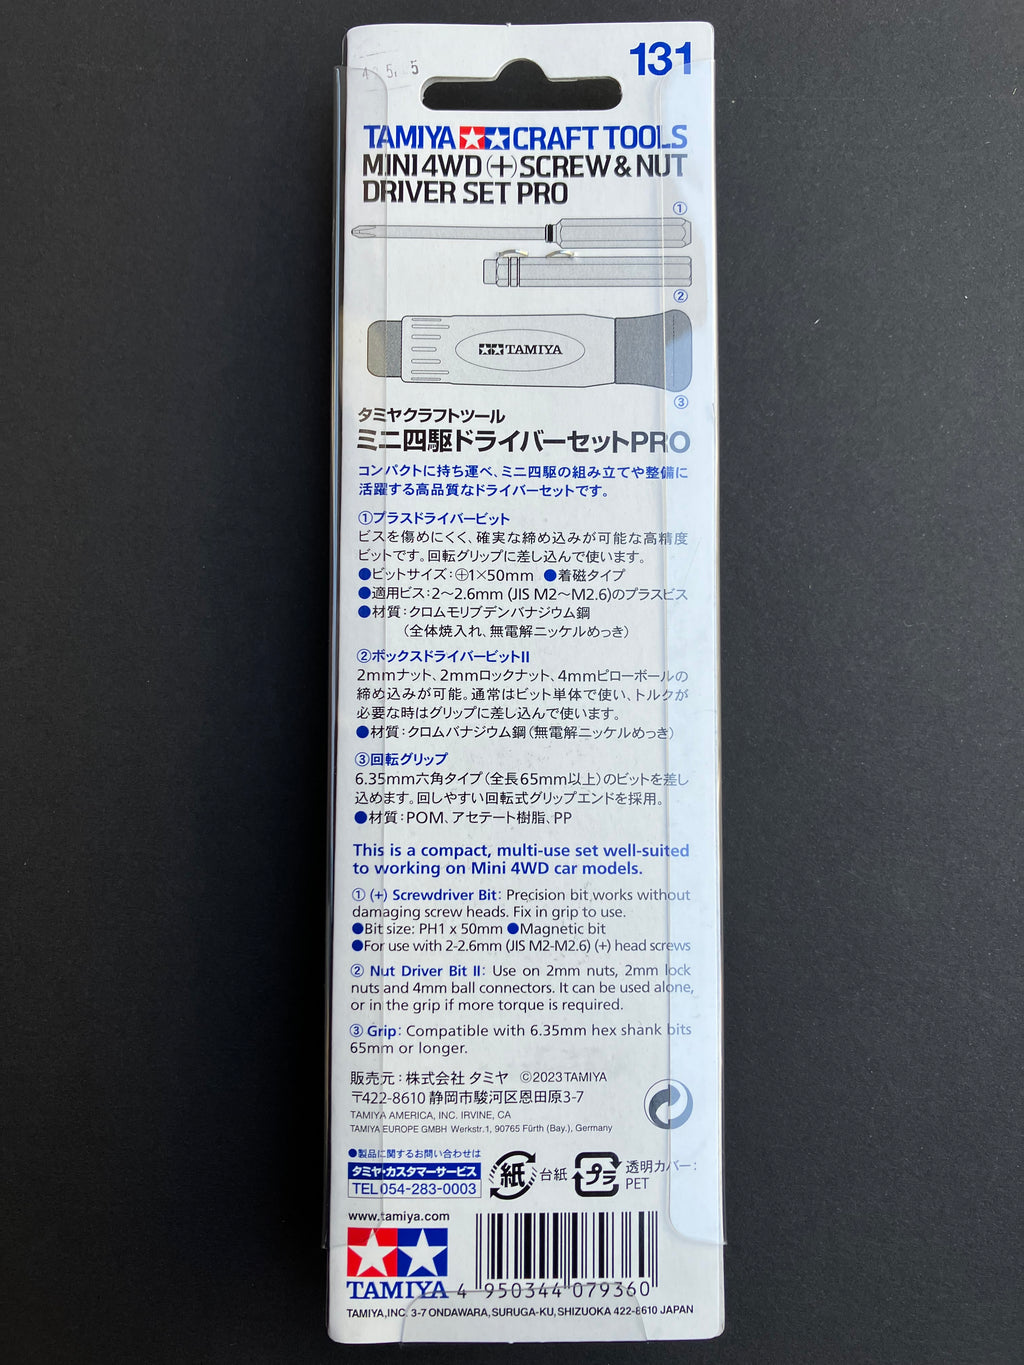 131
TAMIYA CRAFT TOOLS
MINI 4WD (+) SCREW & NUT
DRIVER SET PRO
①
②
TAMIYA
③
タミヤクラフトツール
ミニ四駆ドライバーセットPRO
コンパクトに持ち運べ、ミニ四駆の組み立てや整備に
活躍する高品質なドライバーセットです。
①プラスドライバービット
ビスを傷めにくく、確実な締め込みが可能な高精度
ビットです。回転グリップに差し込んで使います。
●ビットサイズ：⊕1×50mm ●着磁タイプ
●適用ビス：2〜2.6mm (JIS M2〜M2.6)のプラスビス
●材質：クロムモリブデンバナジウム鋼
（全体焼入れ、無電解ニッケルめっき）
②ボックスドライバービットII
2mmナット、2mmロックナット、4mmピローボールの
締め込みが可能。通常はビット単体で使い、トルクが
必要な時はグリップに差し込んで使います。
●材質：クロムバナジウム鋼（無電解ニッケルめっき）
③回転グリップ
6.35mm六角タイプ（全長65mm以上）のビットを差し
込めます。回しやすい回転式グリップエンドを採用。
●材質：POM、アセテート樹脂、PP
This is a compact, multi-use set well-suited
to working on Mini 4WD car models.
① (+) Screwdriver Bit: Precision bit works without
damaging screw heads. Fix in grip to use.
●Bit size: PH1 x 50mm ●Magnetic bit
●For use with 2-2.6mm (JIS M2-M2.6) (+) head screws
② Nut Driver Bit II: Use on 2mm nuts, 2mm lock
nuts and 4mm ball connectors. It can be used alone,
or in the grip if more torque is required.
③ Grip: Compatible with 6.35mm hex shank bits
65mm or longer.
販売元：株式会社 タミヤ ©2023 TAMIYA
〒422-8610 静岡市駿河区恩田原3-7
TAMIYA AMERICA, INC. IRVINE, CA
TAMIYA EUROPE GMBH Werkstr.1, 90765 Fürth (Bay.), Germany
●製品に関するお問い合わせは
タミヤ・カスタマーサービス
TEL 054-283-0003
紙 台紙
プラ 透明カバー：
PET
www.tamiya.com
TAMIYA
4 950344 079360
TAMIYA, INC. 3-7 ONDAWARA, SURUGA-KU, SHIZUOKA 422-8610 JAPAN